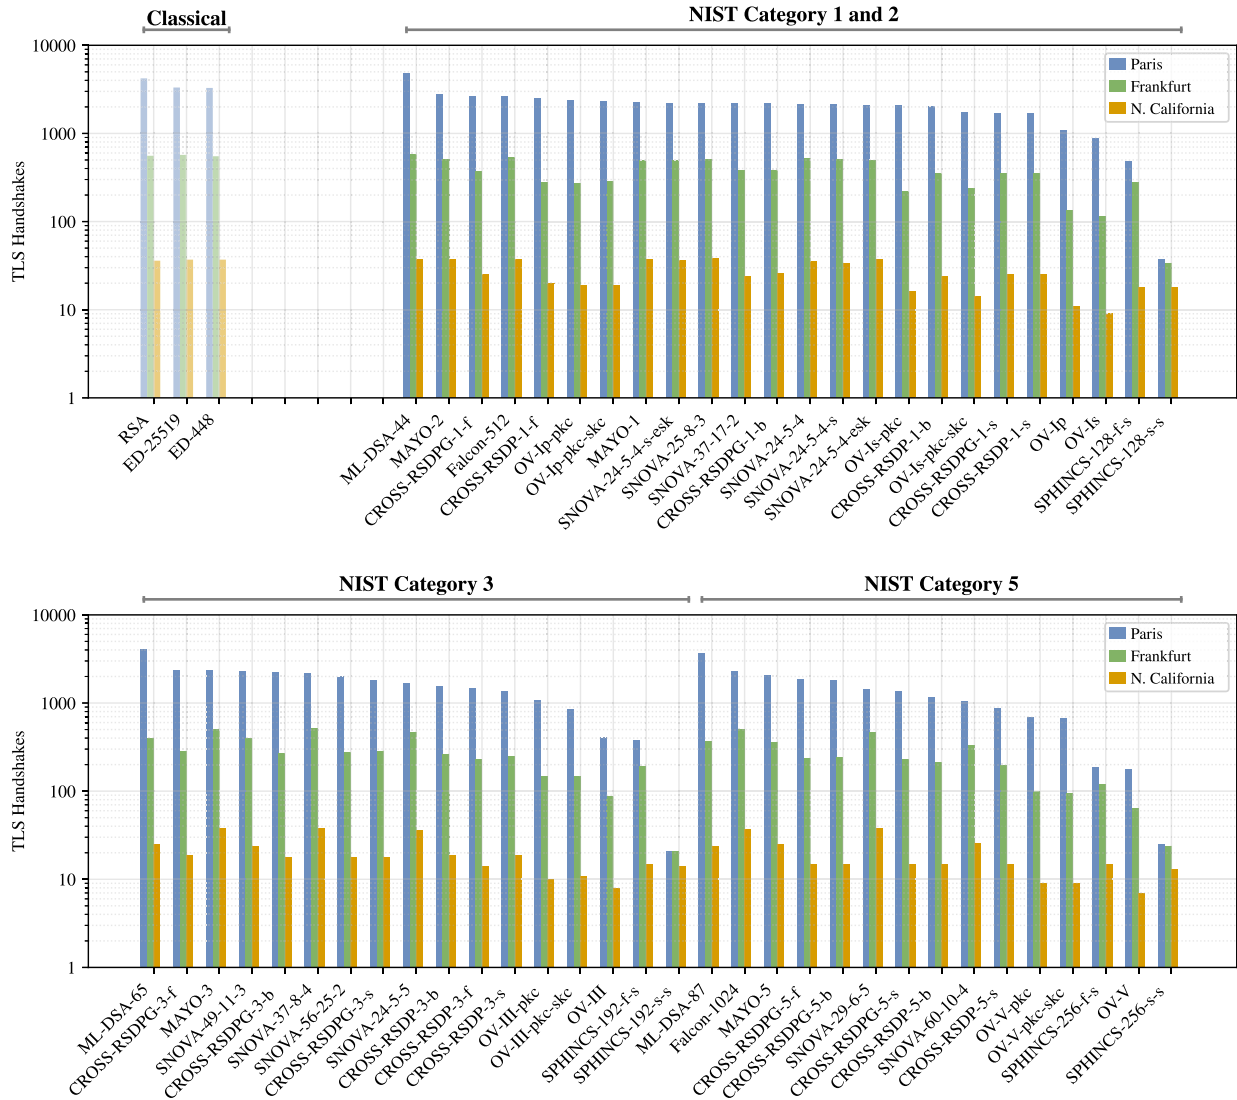 Classical
NIST Category 1 and 2
10000
1000
100
10
1
TLS Handshakes
Paris
Frankfurt
N. California
RSA
ED-25519
ED-448
ML-DSA-44
MAYO-2
CROSS-RSDPG-1-f
Falcon-512
CROSS-RSDP-1-f
OV-Ip-pkc
OV-Ip-pkc-skc
MAYO-1
SNOVA-24-5-4-s-esk
SNOVA-25-8-3
SNOVA-37-17-2
CROSS-RSDPG-1-b
SNOVA-24-5-4
SNOVA-24-5-4-s
SNOVA-24-5-4-esk
OV-Is-pkc
CROSS-RSDP-1-b
OV-Is-pkc-skc
CROSS-RSDPG-1-s
CROSS-RSDP-1-s
OV-Ip
OV-Is
SPHINCS-128-f-s
SPHINCS-128-s-s
NIST Category 3
NIST Category 5
10000
1000
100
10
1
TLS Handshakes
Paris
Frankfurt
N. California
ML-DSA-65
CROSS-RSDPG-3-f
MAYO-3
SNOVA-49-11-3
CROSS-RSDPG-3-b
SNOVA-37-8-4
SNOVA-56-25-2
CROSS-RSDPG-3-s
SNOVA-24-5-5
CROSS-RSDP-3-b
CROSS-RSDP-3-f
CROSS-RSDP-3-s
OV-III-pkc
OV-III-pkc-skc
OV-III
SPHINCS-192-f-s
SPHINCS-192-s-s
ML-DSA-87
Falcon-1024
MAYO-5
CROSS-RSDPG-5-f
CROSS-RSDPG-5-b
SNOVA-29-6-5
CROSS-RSDPG-5-s
CROSS-RSDP-5-b
SNOVA-60-10-4
CROSS-RSDP-5-s
OV-V-pkc
OV-V-pkc-skc
SPHINCS-256-f-s
OV-V
SPHINCS-256-s-s